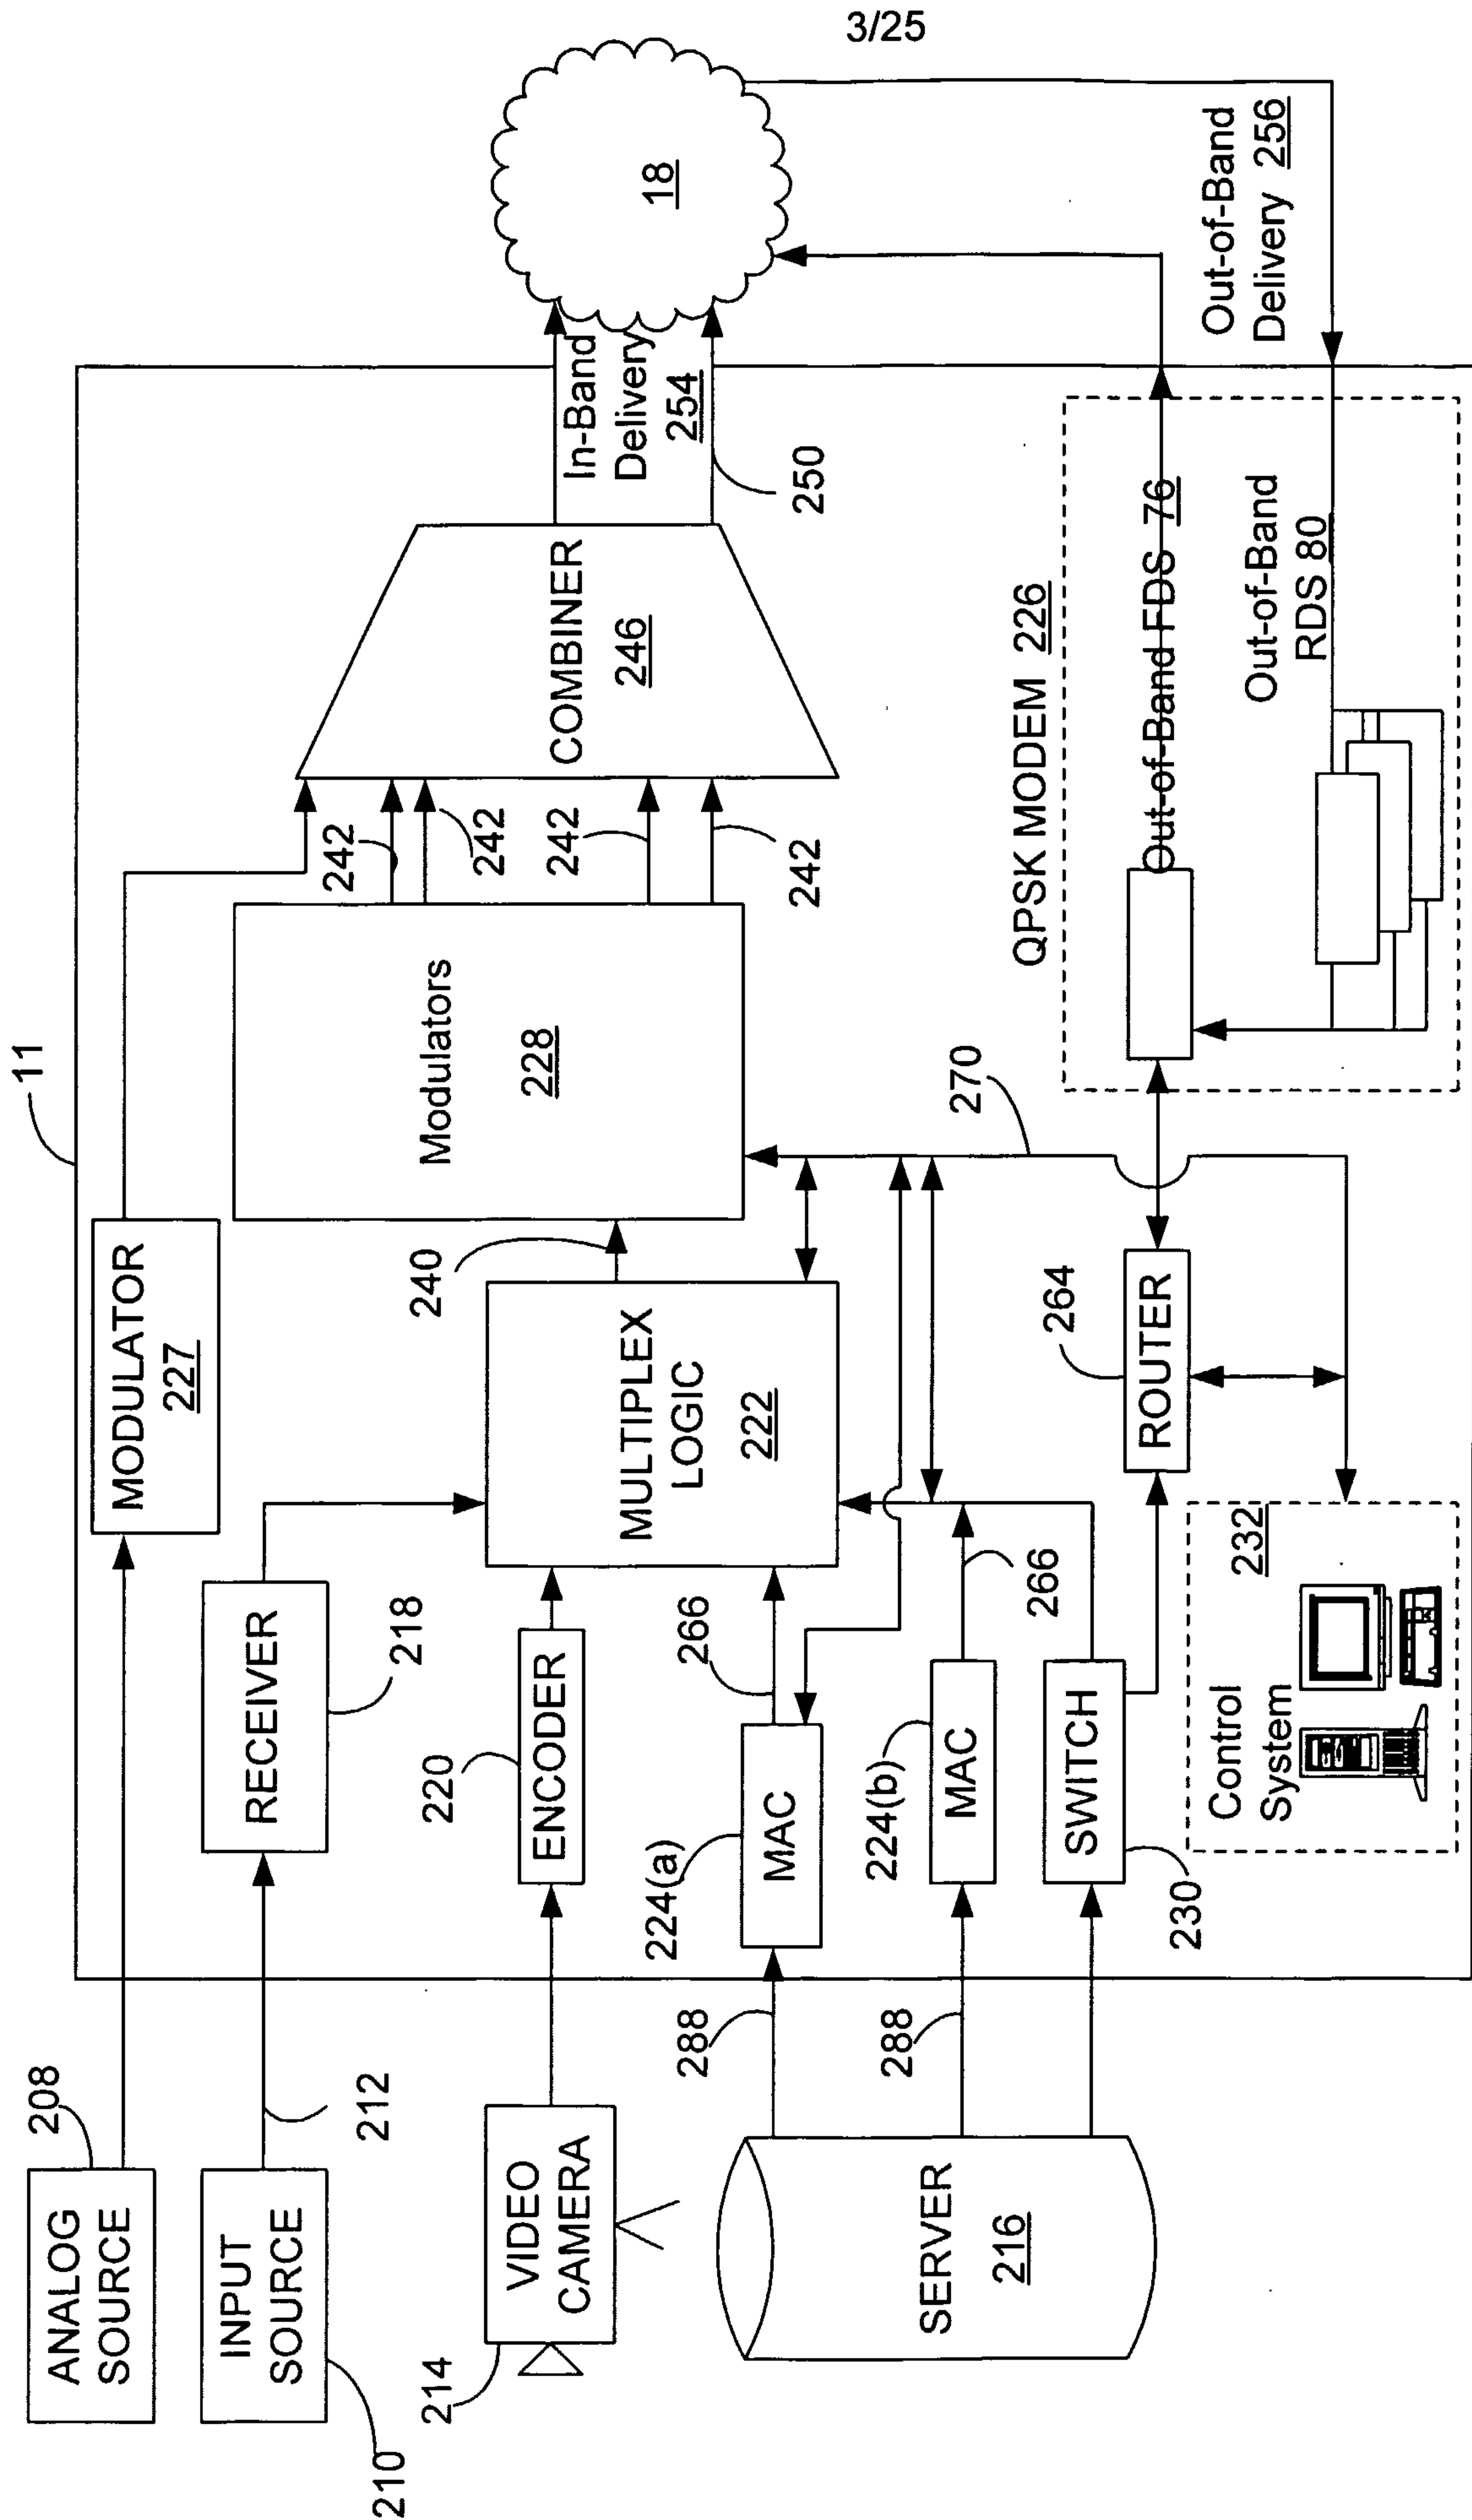 3/25
11
ANALOG
SOURCE
208
MODULATOR
227
INPUT
SOURCE
210
212
RECEIVER
218
VIDEO
CAMERA
214
ENCODER
220
MULTIPLEX
LOGIC
222
240
Modulators
228
242
242
242
242
COMBINER
246
In-Band
Delivery
254
250
18
SERVER
216
288
288
224(a)
MAC
266
224(b)
MAC
266
SWITCH
230
ROUTER
264
270
Control
System
232
QPSK MODEM 226
Out-of-Band FDS 76
Out-of-Band
RDS 80
Out-of-Band
Delivery 256